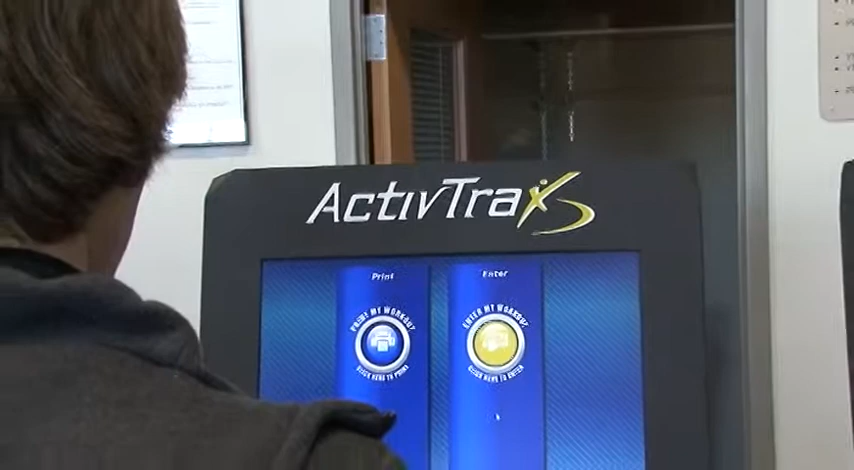 ActivTrax
Print
Enter
PRINT MY WORKOUT
ENTER MY WORKOUT
CLICK HERE TO PRINT
CLICK HERE TO ENTER